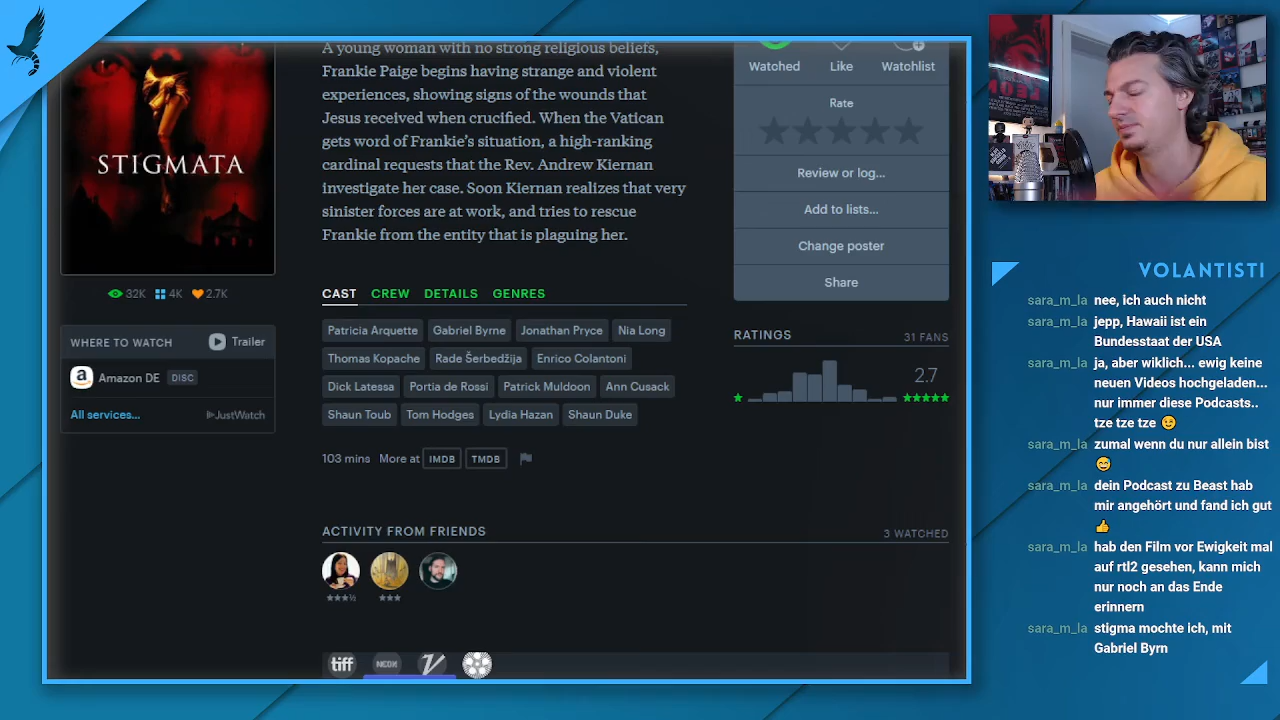 STIGMATA
32K 4K 2.7K
WHERE TO WATCH Trailer
Amazon DE DISC
All services... JustWatch
A young woman with no strong religious beliefs,
Frankie Paige begins having strange and violent
experiences, showing signs of the wounds that
Jesus received when crucified. When the Vatican
gets word of Frankie's situation, a high-ranking
cardinal requests that the Rev. Andrew Kiernan
investigate her case. Soon Kiernan realizes that very
sinister forces are at work, and tries to rescue
Frankie from the entity that is plaguing her.
CAST CREW DETAILS GENRES
Patricia Arquette Gabriel Byrne Jonathan Pryce Nia Long
Thomas Kopache Rade Šerbedžija Enrico Colantoni
Dick Latessa Portia de Rossi Patrick Muldoon Ann Cusack
Shaun Toub Tom Hodges Lydia Hazan Shaun Duke
103 mins More at IMDB TMDB
ACTIVITY FROM FRIENDS 3 WATCHED
★★★½ ★★★
tiff NEON V
Watched Like Watchlist
Rate
Review or log...
Add to lists...
Change poster
Share
RATINGS 31 FANS
2.7
VOLANTISTI
sara_m_la nee, ich auch nicht
sara_m_la jepp, Hawaii ist ein
Bundesstaat der USA
sara_m_la ja, aber wiklich... ewig keine
neuen Videos hochgeladen...
nur immer diese Podcasts..
tze tze tze 😉
sara_m_la zumal wenn du nur allein bist
😊
sara_m_la dein Podcast zu Beast hab
mir angehört und fand ich gut
👍
sara_m_la hab den Film vor Ewigkeit mal
auf rtl2 gesehen, kann mich
nur noch an das Ende
erinnern
sara_m_la stigma mochte ich, mit
Gabriel Byrn